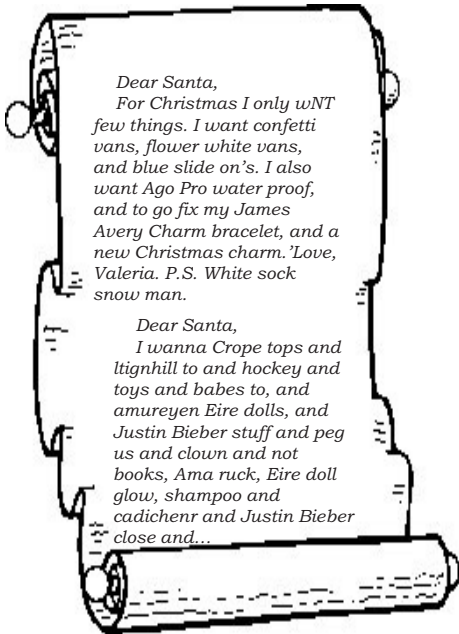 Dear Santa,
For Christmas I only wNT
few things. I want confetti
vans, flower white vans,
and blue slide on’s. I also
want Ago Pro water proof,
and to go fix my James
Avery Charm bracelet, and a
new Christmas charm.’Love,
Valeria. P.S. White sock
snow man.
Dear Santa,
I wanna Crope tops and
ltignhill to and hockey and
toys and babes to, and
amureyen Eire dolls, and
Justin Bieber stuff and peg
us and clown and not
books, Ama ruck, Eire doll
glow, shampoo and
cadichenr and Justin Bieber
close and…